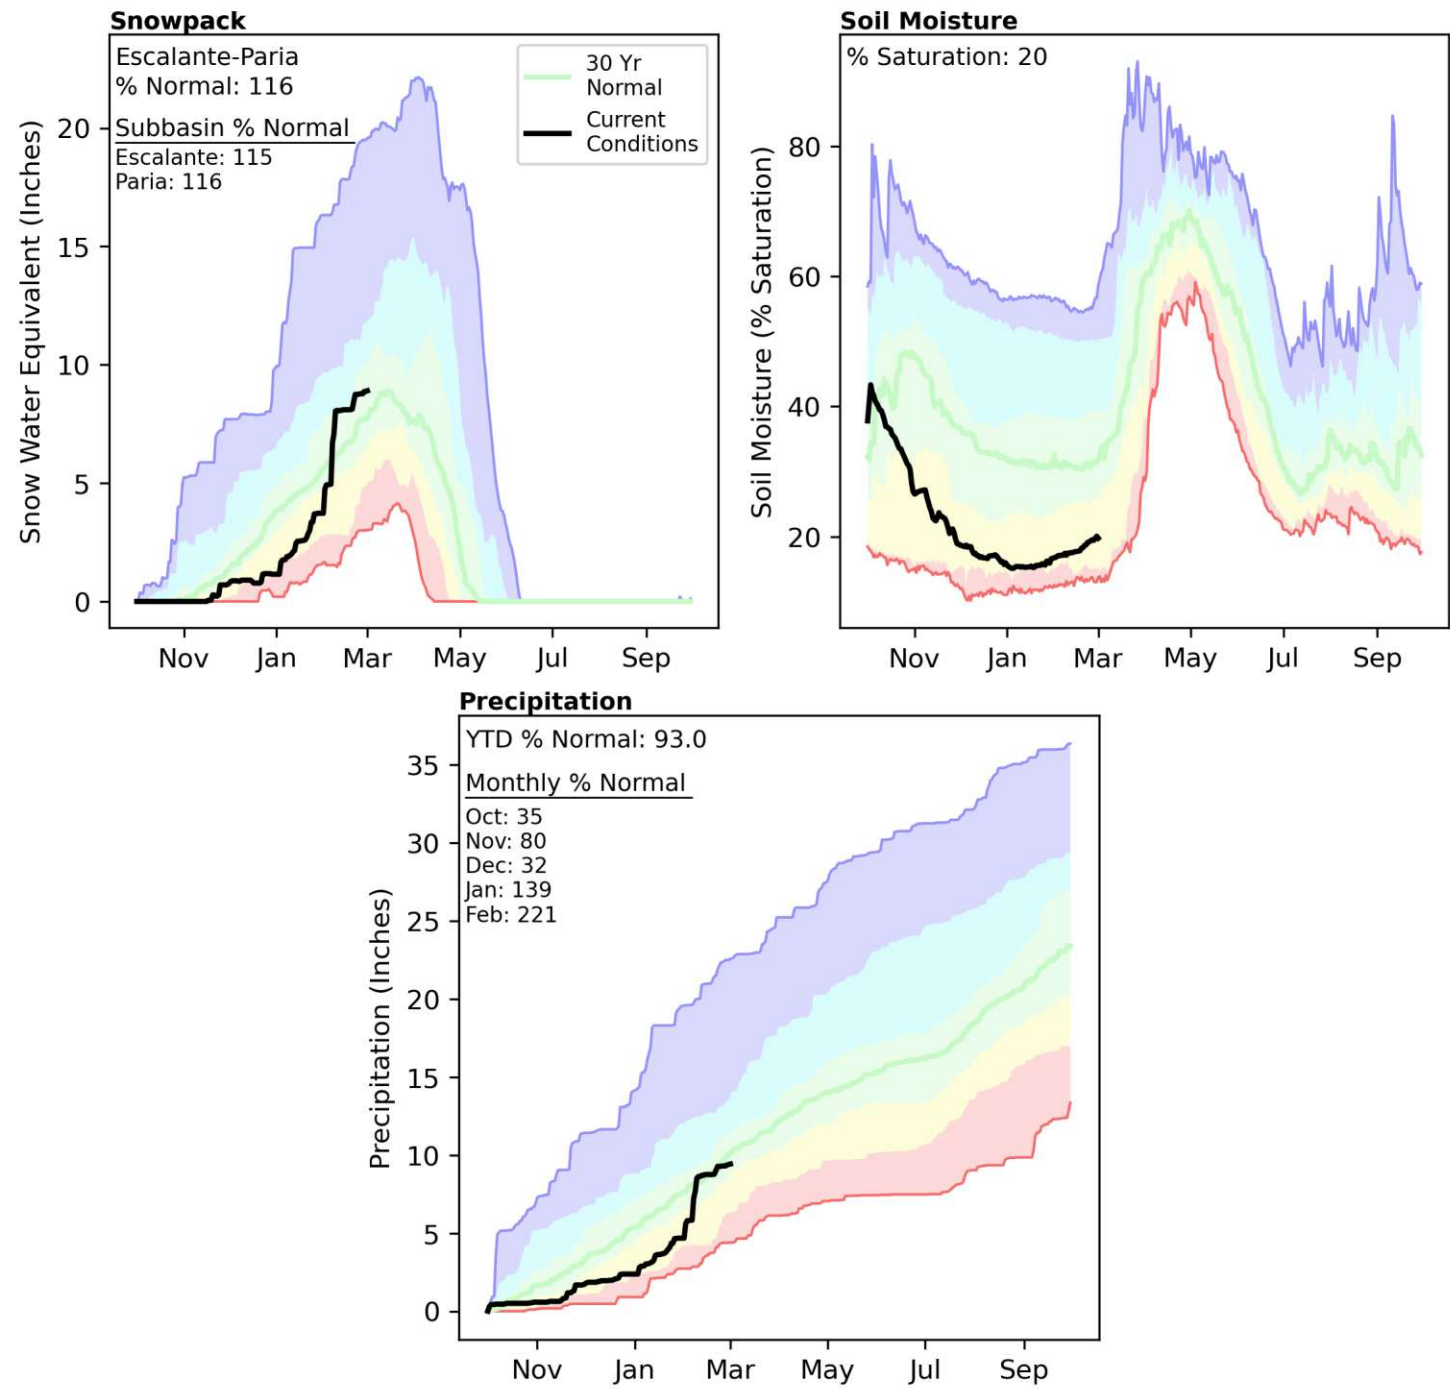 Snowpack
Escalante-Paria
% Normal: 116
Subbasin % Normal
Escalante: 115
Paria: 116
30 Yr
Normal
Current
Conditions
Snow Water Equivalent (Inches)
20
15
10
5
0
Nov Jan Mar May Jul Sep
Soil Moisture
% Saturation: 20
Soil Moisture (% Saturation)
80
60
40
20
Nov Jan Mar May Jul Sep
Precipitation
YTD % Normal: 93.0
Monthly % Normal
Oct: 35
Nov: 80
Dec: 32
Jan: 139
Feb: 221
Precipitation (Inches)
35
30
25
20
15
10
5
0
Nov Jan Mar May Jul Sep